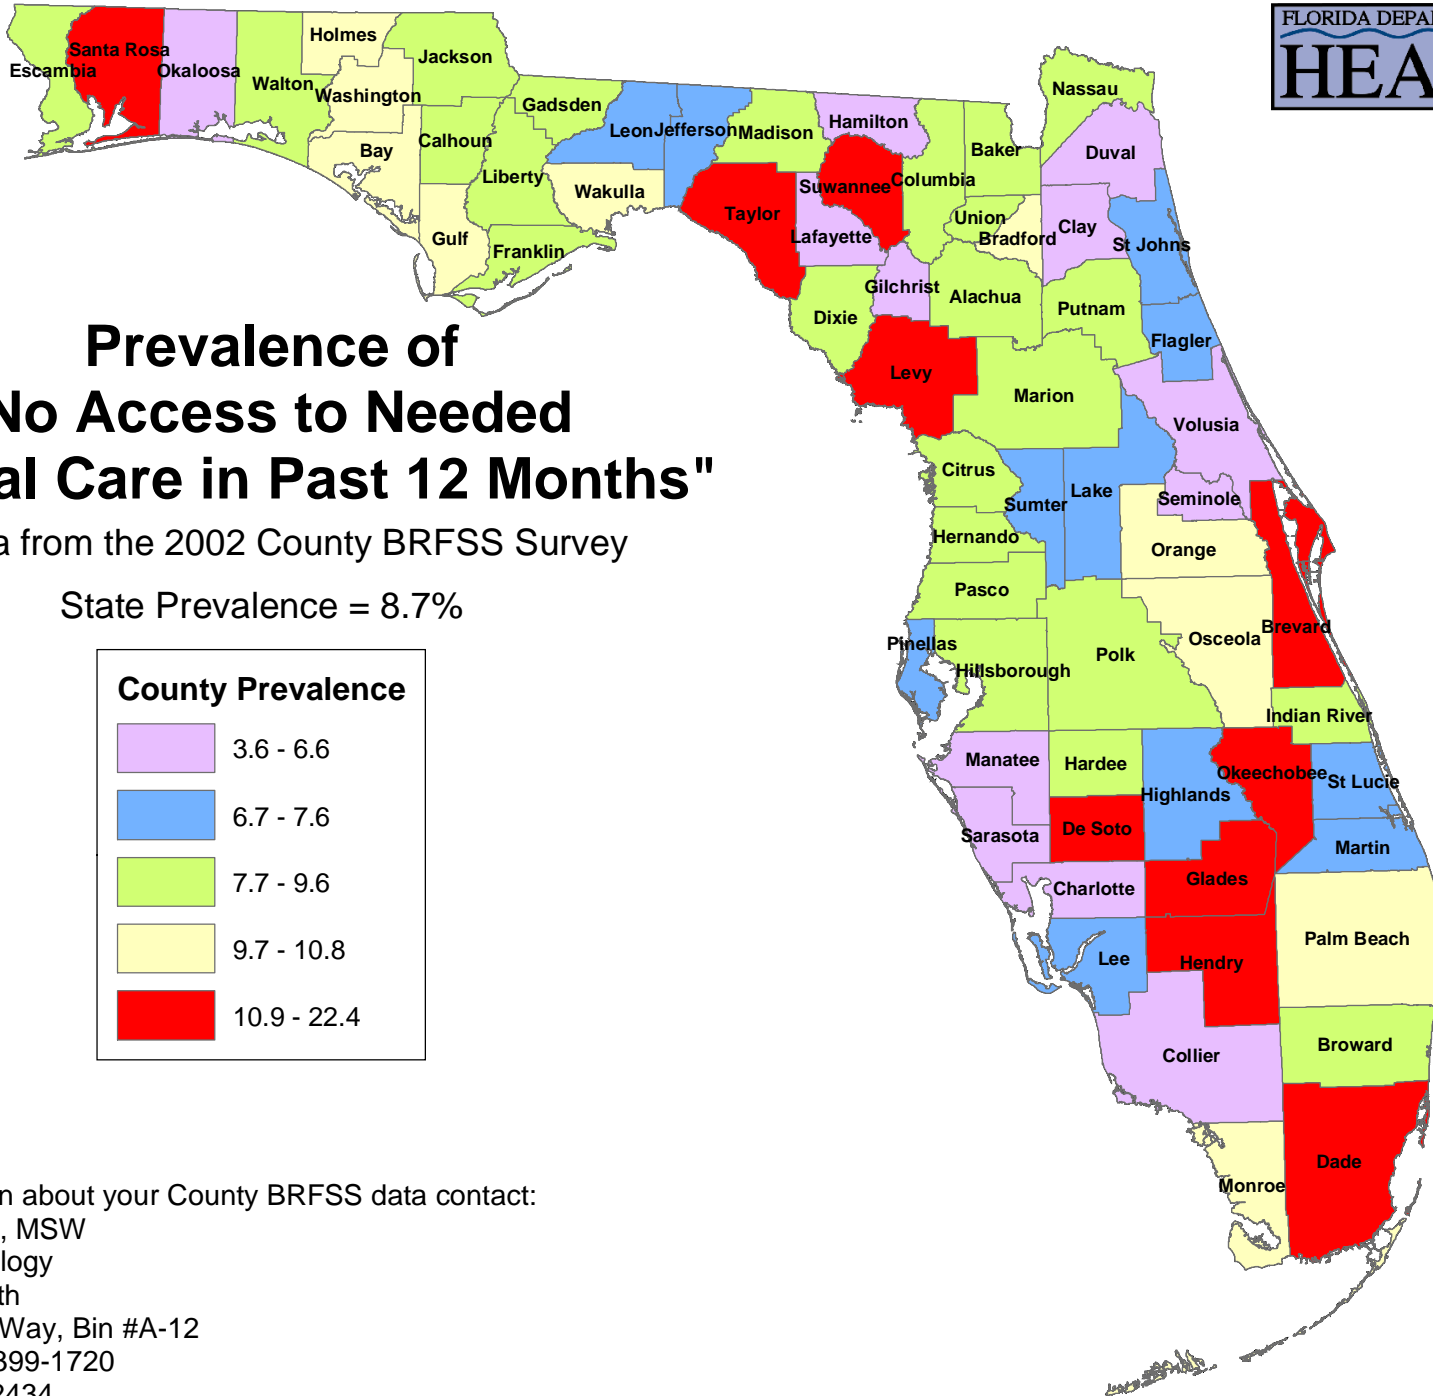 FLORIDA DEPA
HEA
Holmes
Santa Rosa
Jackson
Escambia
Okaloosa
Walton
Washington
Gadsden
Nassau
Leon
Jefferson
Madison
Hamilton
Calhoun
Bay
Baker
Duval
Liberty
Wakulla
Suwannee
Columbia
Taylor
Union
Clay
Gulf
Lafayette
Bradford
St Johns
Franklin
Gilchrist
Alachua
Dixie
Putnam
Flagler
Levy
Marion
Volusia
Citrus
Lake
Seminole
Sumter
Hernando
Orange
Pasco
Brevard
Osceola
Pinellas
Polk
Hillsborough
Indian River
Manatee
Hardee
Okeechobee
St Lucie
Highlands
De Soto
Sarasota
Martin
Glades
Charlotte
Palm Beach
Lee
Hendry
Broward
Collier
Dade
Monroe
Prevalence of
No Access to Needed
al Care in Past 12 Months"
a from the 2002 County BRFSS Survey
State Prevalence = 8.7%
County Prevalence
3.6 - 6.6
6.7 - 7.6
7.7 - 9.6
9.7 - 10.8
10.9 - 22.4
n about your County BRFSS data contact:
, MSW
logy
th
Way, Bin #A-12
399-1720
2434